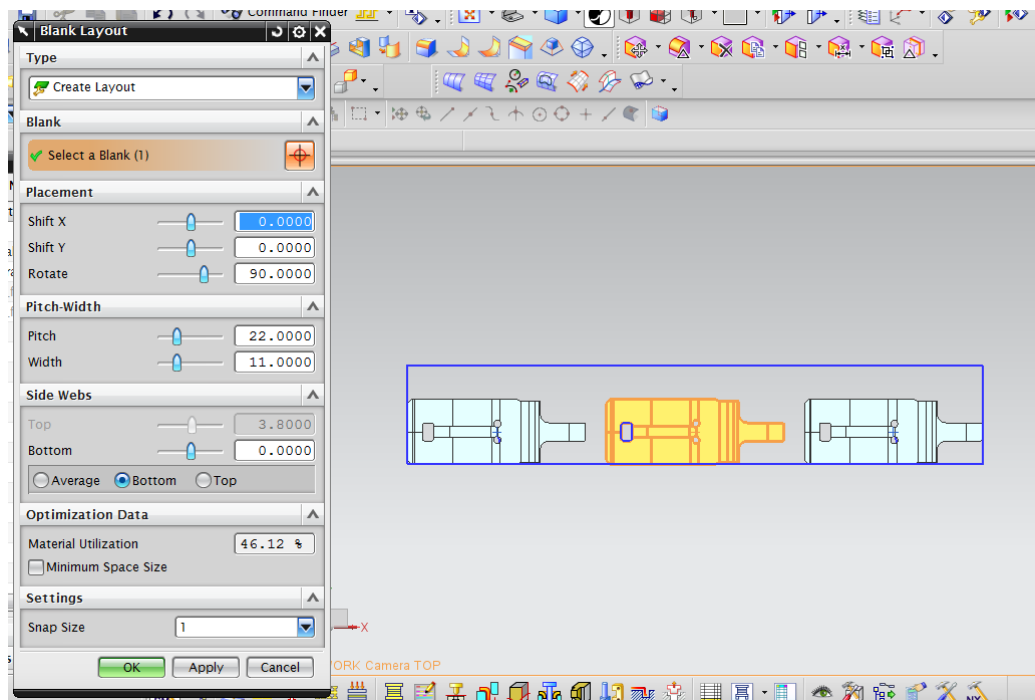 Command Finder
Blank Layout
Type
Create Layout
Blank
Select a Blank (1)
Placement
Shift X 0.0000
Shift Y 0.0000
Rotate 90.0000
Pitch-Width
Pitch 22.0000
Width 11.0000
Side Webs
Top 3.8000
Bottom 0.0000
Average Bottom Top
Optimization Data
Material Utilization 46.12 %
Minimum Space Size
Settings
Snap Size 1
X
OK Apply Cancel
ORK Camera TOP
NX